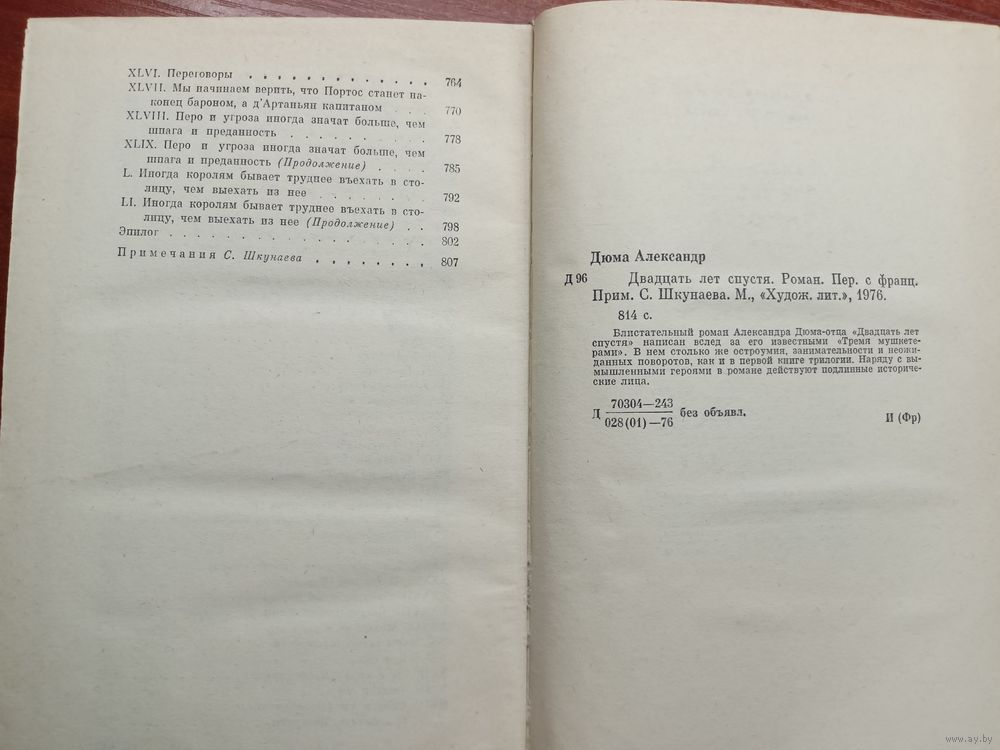 XLVI. Переговоры . . . . . . . . . . . . . 764
XLVII. Мы начинаем верить, что Портос станет на-
конец бароном, а д'Артаньян капитаном . . 770
XLVIII. Перо и угроза иногда значат больше, чем
шпага и преданность . . . . . . . . 778
XLIX. Перо и угроза иногда значат больше, чем
шпага и преданность (Продолжение) . . . . 785
L. Иногда королям бывает труднее въехать в сто-
лицу, чем выехать из нее . . . . . . . 792
LI. Иногда королям бывает труднее въехать в сто-
лицу, чем выехать из нее (Продолжение) . . 798
Эпилог . . . . . . . . . . . . . . . . 802
Примечания С. Шкунаева . . . . . . . . 807
Дюма Александр
Д 96 Двадцать лет спустя. Роман. Пер. с франц.
Прим. С. Шкунаева. М., «Худож. лит.», 1976.
814 с.
Блистательный роман Александра Дюма-отца «Двадцать лет
спустя» написан вслед за его известными «Тремя мушкете-
рами». В нем столько же остроумия, занимательности и неожи-
данных поворотов, как и в первой книге трилогии. Наряду с вы-
мышленными героями в романе действуют подлинные историче-
ские лица.
Д 70304—243
028(01)—76 без объявл.
И (Фр)
www.ay.by